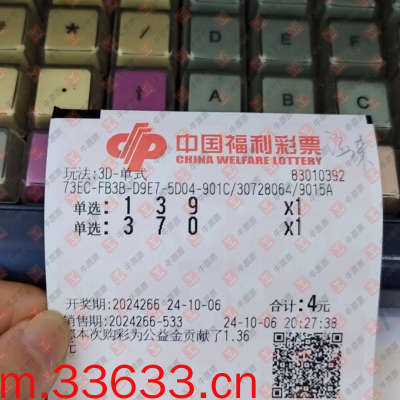 * / D E F
t A B C
中国福利彩票
CHINA WELFARE LOTTERY
玩法:3D-单式 83010392
73EC-FB3B-D9E7-5D04-901C/30728064/9015A
单选: 1 3 9 X1
单选: 3 7 0 X1
开奖期:2024266 24-10-06 合计:4元
销售期:2024266-533 24-10-06 20:27:38
您本次购彩为公益金贡献了1.36
元
m.33633.cn